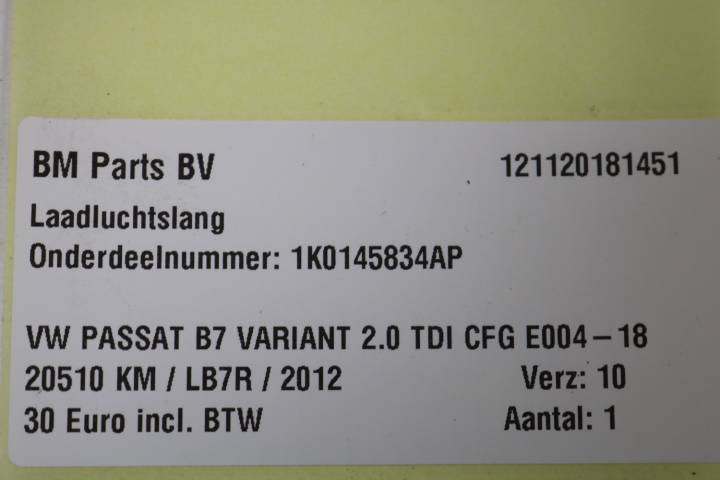 BM Parts BV 121120181451
Laadluchtslang
Onderdeelnummer: 1K0145834AP
VW PASSAT B7 VARIANT 2.0 TDI CFG E004-18
20510 KM / LB7R / 2012 Verz: 10
30 Euro incl. BTW Aantal: 1